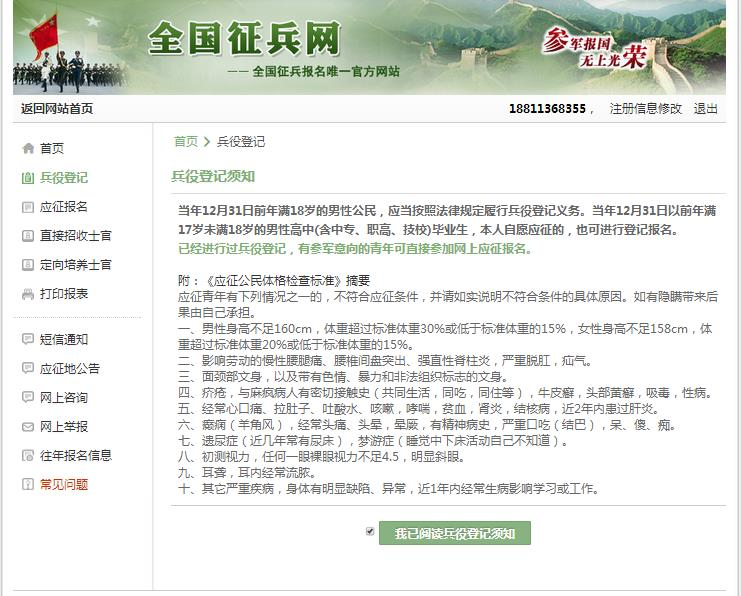 全国征兵网
—— 全国征兵报名唯一官方网站
参军报国
无上光荣
返回网站首页
18811368355， 注册信息修改 退出
首页
兵役登记
应征报名
直接招收士官
定向培养士官
打印报表
短信通知
应征地公告
网上咨询
网上举报
往年报名信息
常见问题
首页 > 兵役登记
兵役登记须知
当年12月31日前年满18岁的男性公民，应当按照法律规定履行兵役登记义务。当年12月31日以前年满
17岁未满18岁的男性高中(含中专、职高、技校)毕业生，本人自愿应征的，也可进行登记报名。
已经进行过兵役登记，有参军意向的青年可直接参加网上应征报名。
附：《应征公民体格检查标准》摘要
应征青年有下列情况之一的，不符合应征条件，并请如实说明不符合条件的具体原因。如有隐瞒带来后
果由自己承担。
一、男性身高不足160cm，体重超过标准体重30%或低于标准体重的15%，女性身高不足158cm，体
重超过标准体重20%或低于标准体重的15%。
二、影响劳动的慢性腰腿痛、腰椎间盘突出、强直性脊柱炎，严重脱肛，疝气。
三、面颈部文身，以及带有色情、暴力和非法组织标志的文身。
四、疥疮，与麻疯病人有密切接触史（共同生活，同吃，同住等），牛皮癣，头部黄癣，吸毒，性病。
五、经常心口痛、拉肚子、吐酸水、咳嗽，哮喘，贫血，肾炎，结核病，近2年内患过肝炎。
六、癫痫（羊角风），经常头痛、头晕，晕厥，有精神病史，严重口吃（结巴），呆、傻、痴。
七、遗尿症（近几年常有尿床），梦游症（睡觉中下床活动自己不知道）。
八、初测视力，任何一眼裸眼视力不足4.5，明显斜眼。
九、耳聋，耳内经常流脓。
十、其它严重疾病，身体有明显缺陷、异常，近1年内经常生病影响学习或工作。
我已阅读兵役登记须知